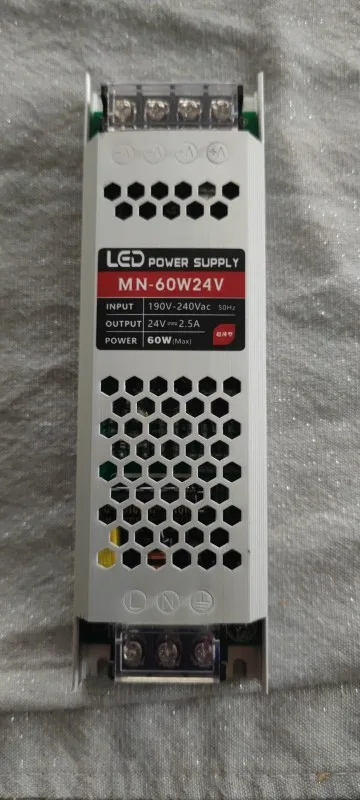 -V -V +V +V
LED POWER SUPPLY
MN-60W24V
INPUT 190V-240Vac 50Hz
OUTPUT 24V⎓2.5A
POWER 60W(Max)
L N ⏚